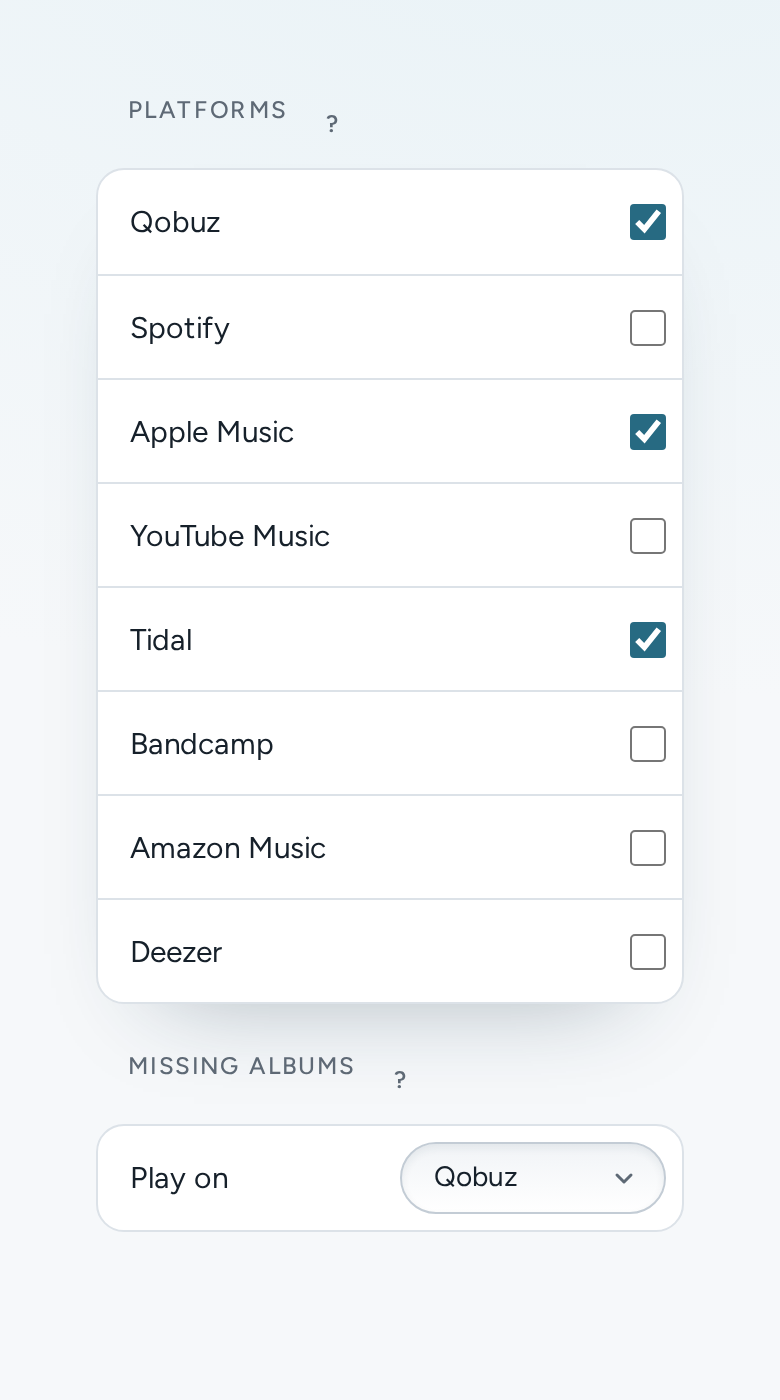 PLATFORMS ?
Qobuz
Spotify
Apple Music
YouTube Music
Tidal
Bandcamp
Amazon Music
Deezer
MISSING ALBUMS ?
Play on Qobuz